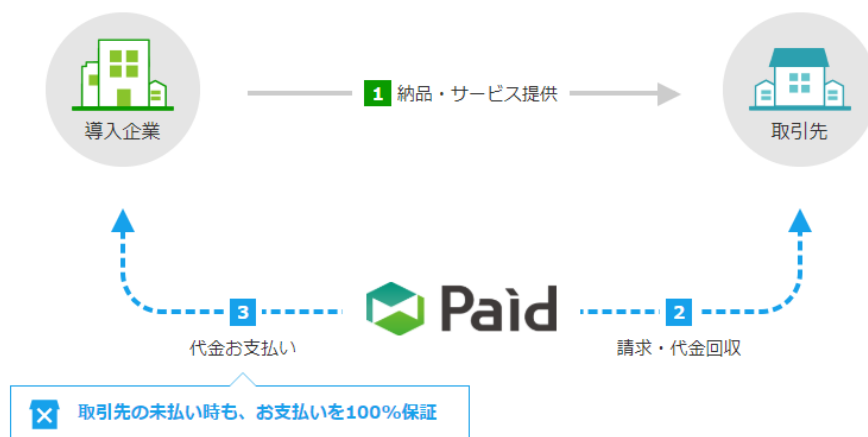 導入企業
1 納品・サービス提供
取引先
3
Paid
2
代金お支払い
請求・代金回収
取引先の未払い時も、お支払いを100%保証